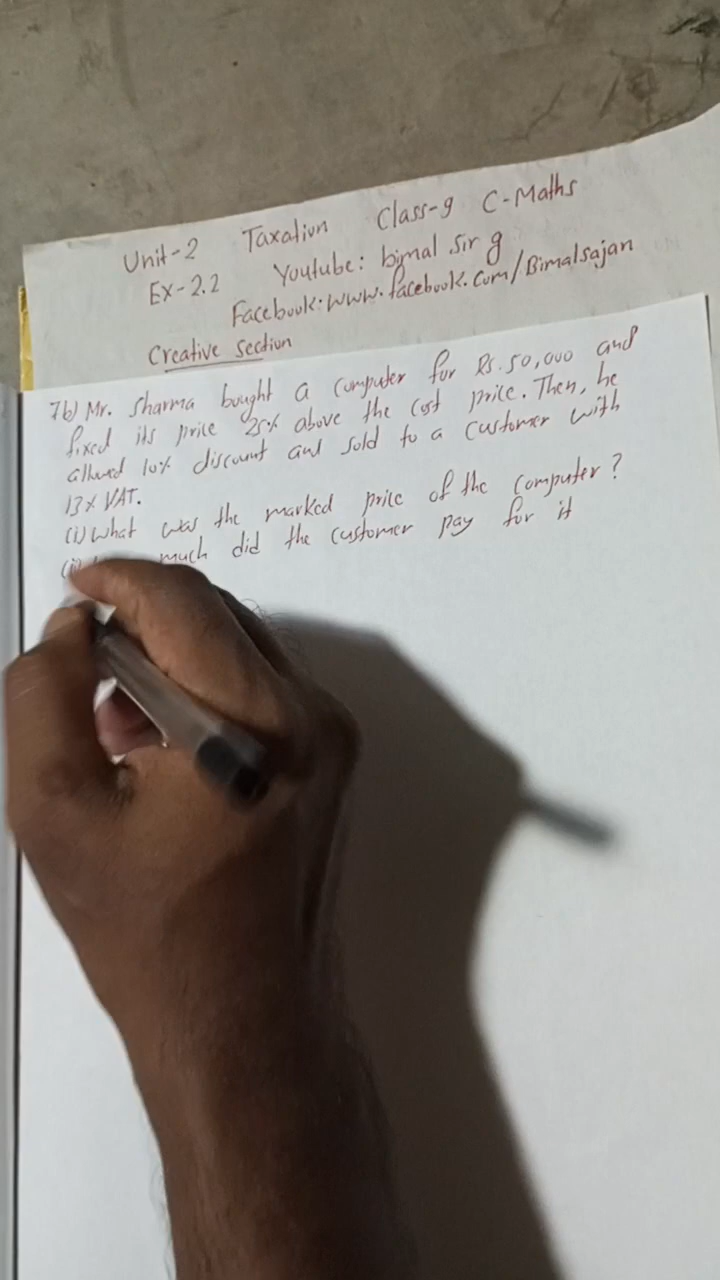 Unit-2 Taxation Class-9 C-Maths
Ex-2.2 Youtube: bimal sir g
Facebook: www.facebook.com/Bimalsajan
Creative section
7b) Mr. Sharma bought a computer for Rs. 50,000 and
fixed its price 25% above the cost price. Then, he
allowed 10% discount and sold to a customer with
13% VAT.
(i) What was the marked price of the computer?
much did the customer pay for it